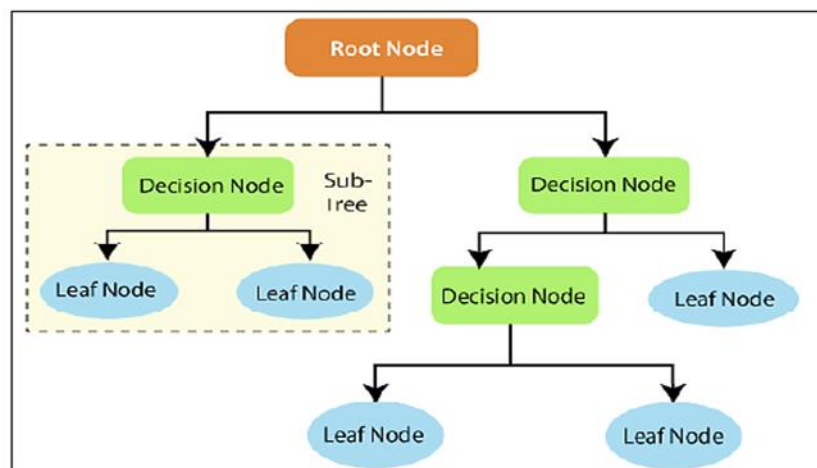 Root Node
Decision Node
Sub-
Tree
Decision Node
Leaf Node
Leaf Node
Decision Node
Leaf Node
Leaf Node
Leaf Node